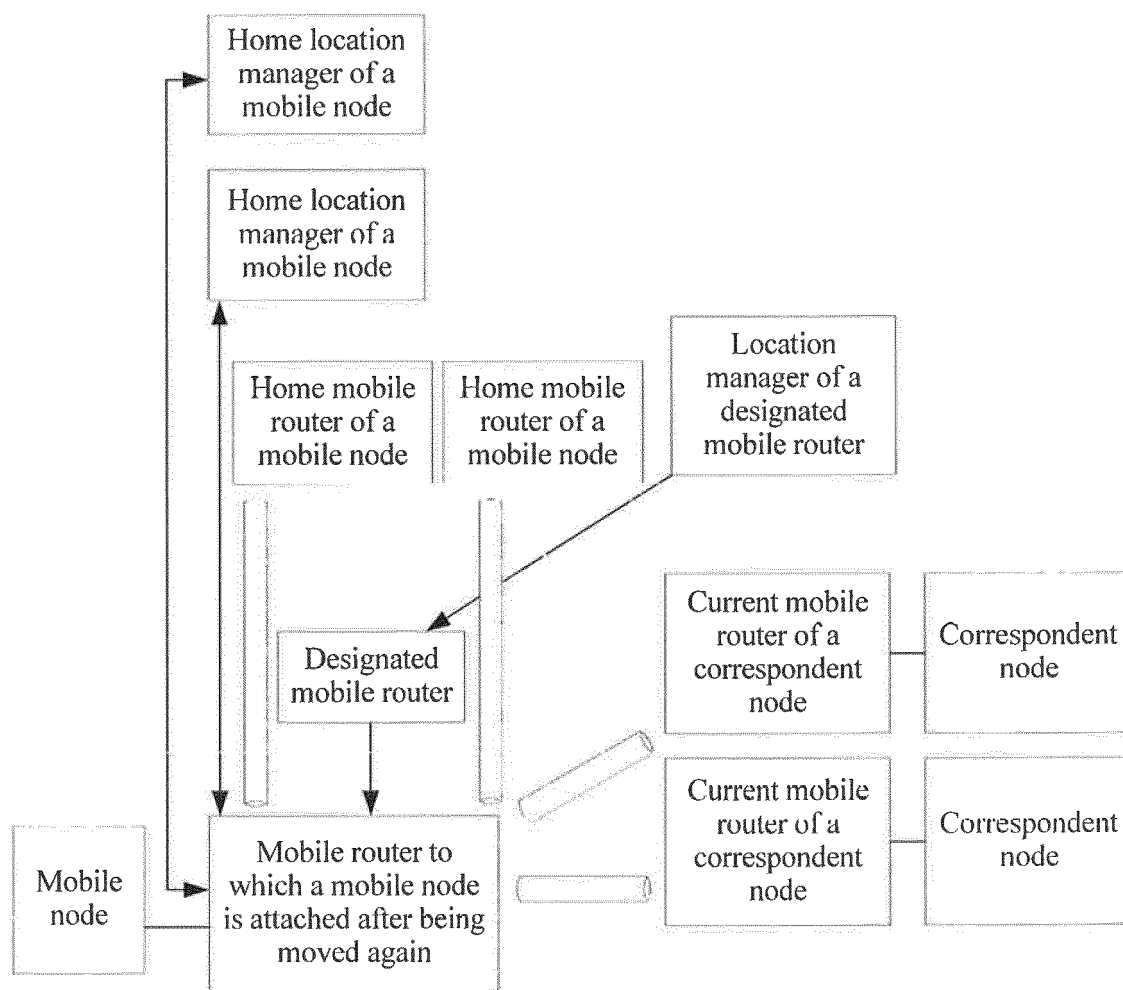 Home location
manager of a
mobile node
Home location
manager of a
mobile node
Home mobile
router of a
mobile node
Home mobile
router of a
mobile node
Location
manager of a
designated
mobile router
Designated
mobile router
Current mobile
router of a
correspondent
node
Correspondent
node
Current mobile
router of a
correspondent
node
Correspondent
node
Mobile
node
Mobile router to
which a mobile node
is attached after being
moved again